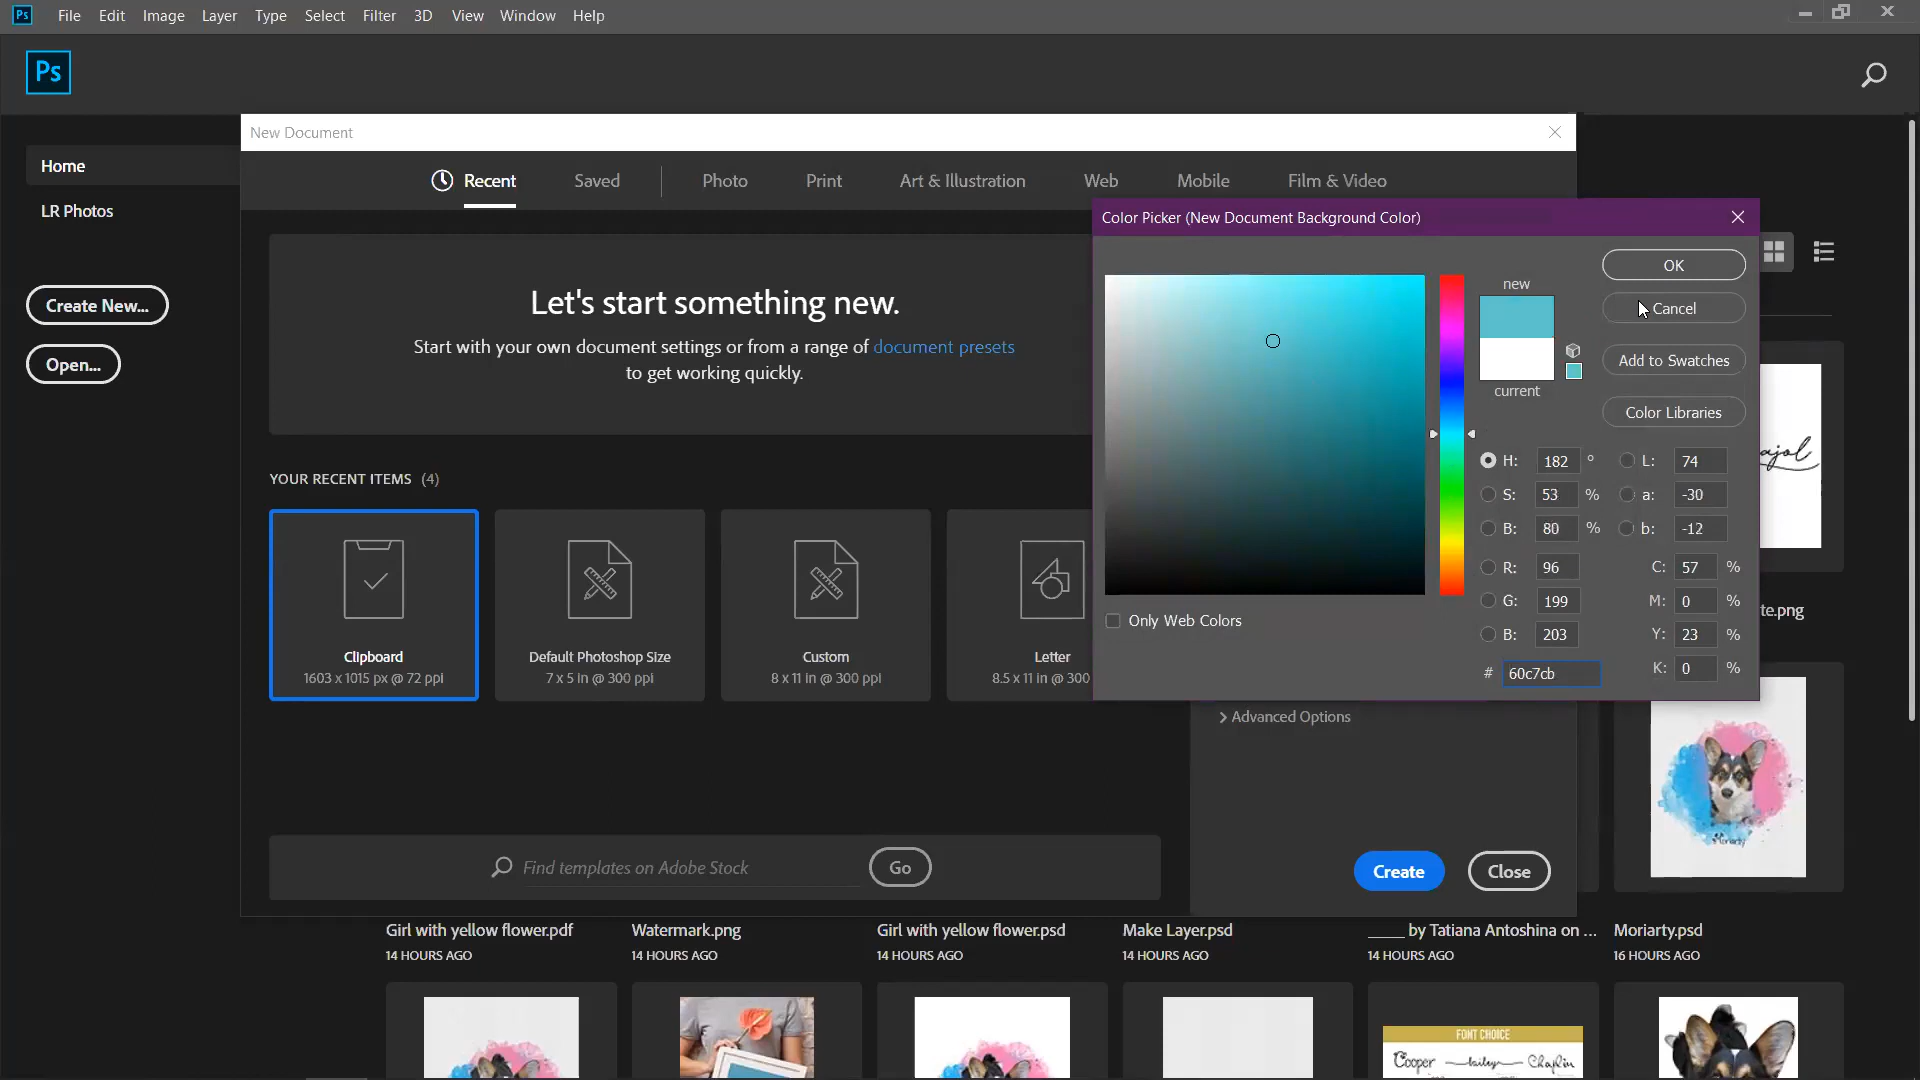 Ps File Edit Image Layer Type Select Filter 3D View Window Help
Ps
Home
LR Photos
Create New...
Open...
New Document
Recent Saved Photo Print Art & Illustration Web Mobile Film & Video
Let's start something new.
Start with your own document settings or from a range of document presets
to get working quickly.
YOUR RECENT ITEMS (4)
Clipboard
1603 x 1015 px @ 72 ppi
Default Photoshop Size
7 x 5 in @ 300 ppi
Custom
8 x 11 in @ 300 ppi
Letter
8.5 x 11 in @ 300
Find templates on Adobe Stock
Go
Color Picker (New Document Background Color)
new
current
OK
Cancel
Add to Swatches
Color Libraries
H: 182 °
S: 53 %
B: 80 %
R: 96
G: 199
B: 203
# 60c7cb
L: 74
a: -30
b: -12
C: 57 %
M: 0 %
Y: 23 %
K: 0 %
Only Web Colors
Advanced Options
Create
Close
te.png
Moriarty
Girl with yellow flower.pdf
14 HOURS AGO
Watermark.png
14 HOURS AGO
Girl with yellow flower.psd
14 HOURS AGO
Make Layer.psd
14 HOURS AGO
____ by Tatiana Antoshina on ...
14 HOURS AGO
Moriarty.psd
16 HOURS AGO
FONT CHOICE
Cooper bailey Chaplin